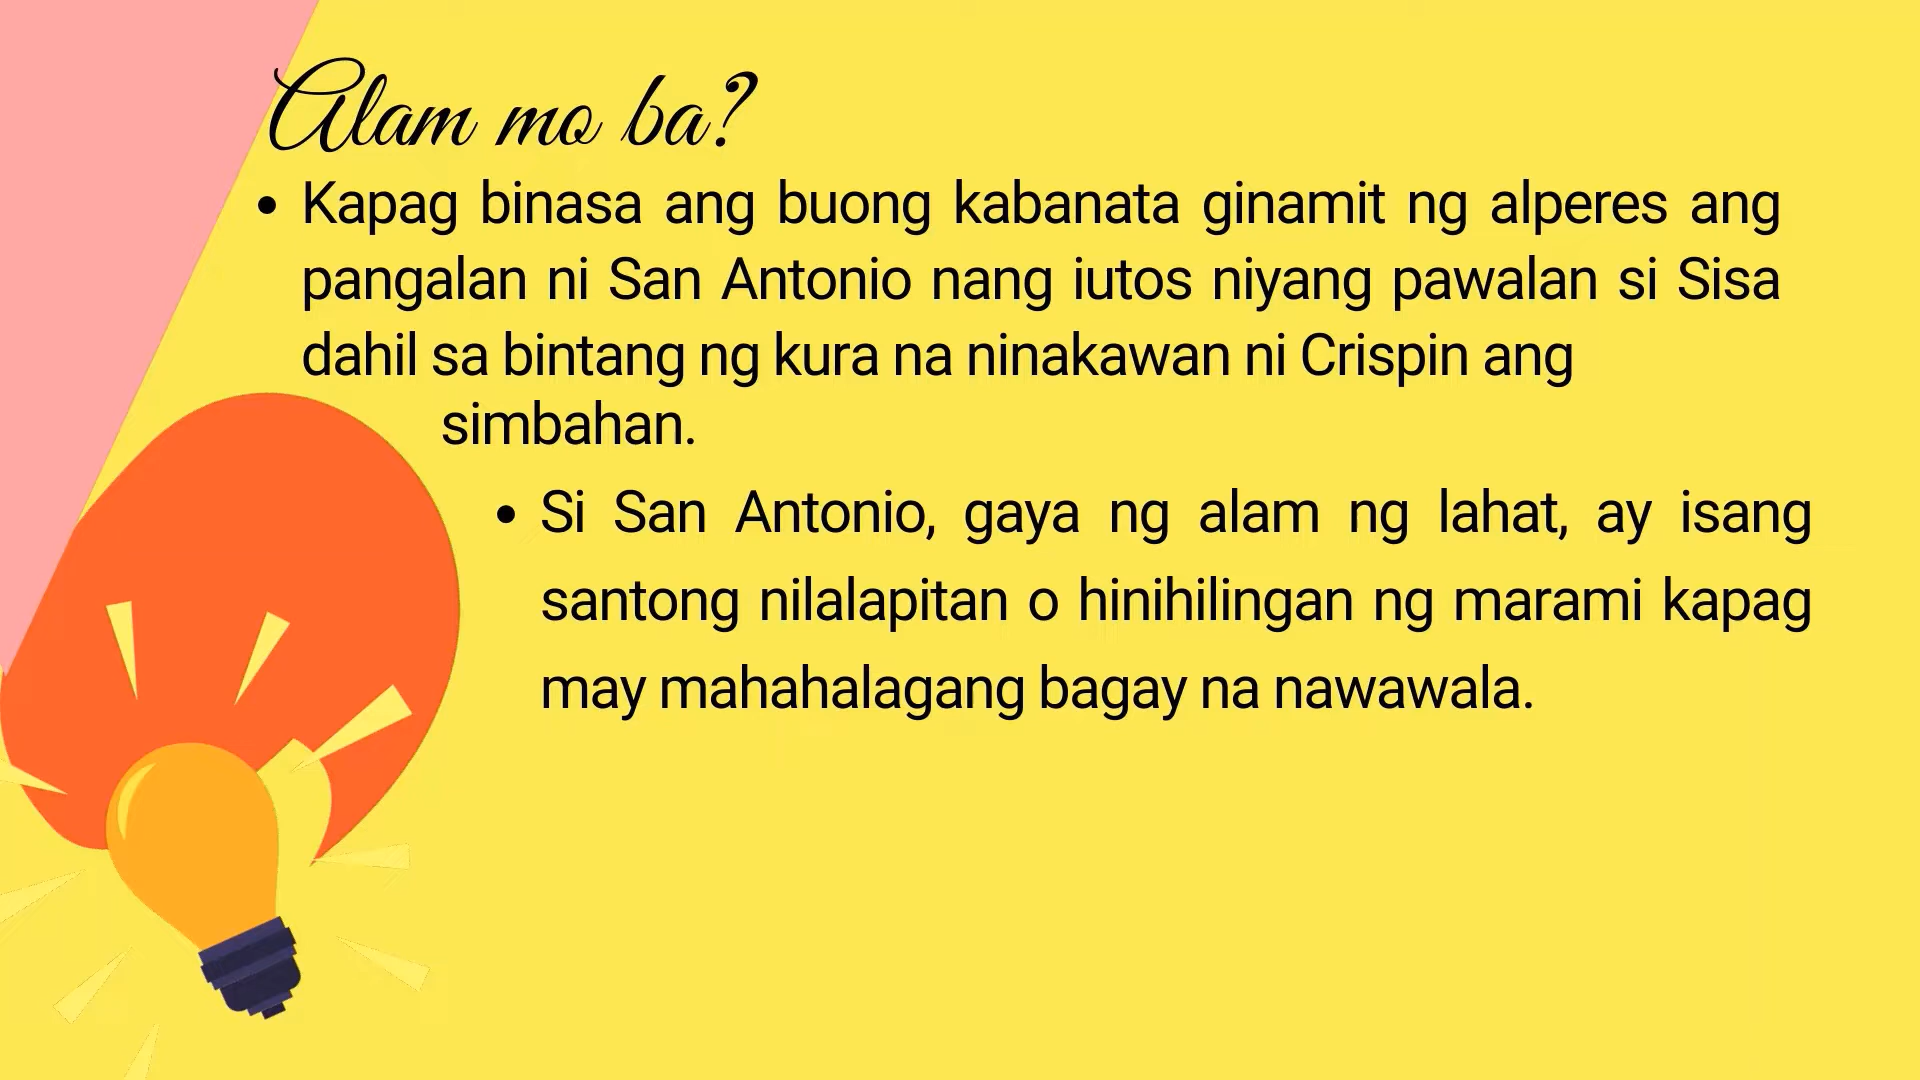 Alam mo ba?
• Kapag binasa ang buong kabanata ginamit ng alperes ang
pangalan ni San Antonio nang iutos niyang pawalan si Sisa
dahil sa bintang ng kura na ninakawan ni Crispin ang
simbahan.
• Si San Antonio, gaya ng alam ng lahat, ay isang
santong nilalapitan o hinihilingan ng marami kapag
may mahahalagang bagay na nawawala.